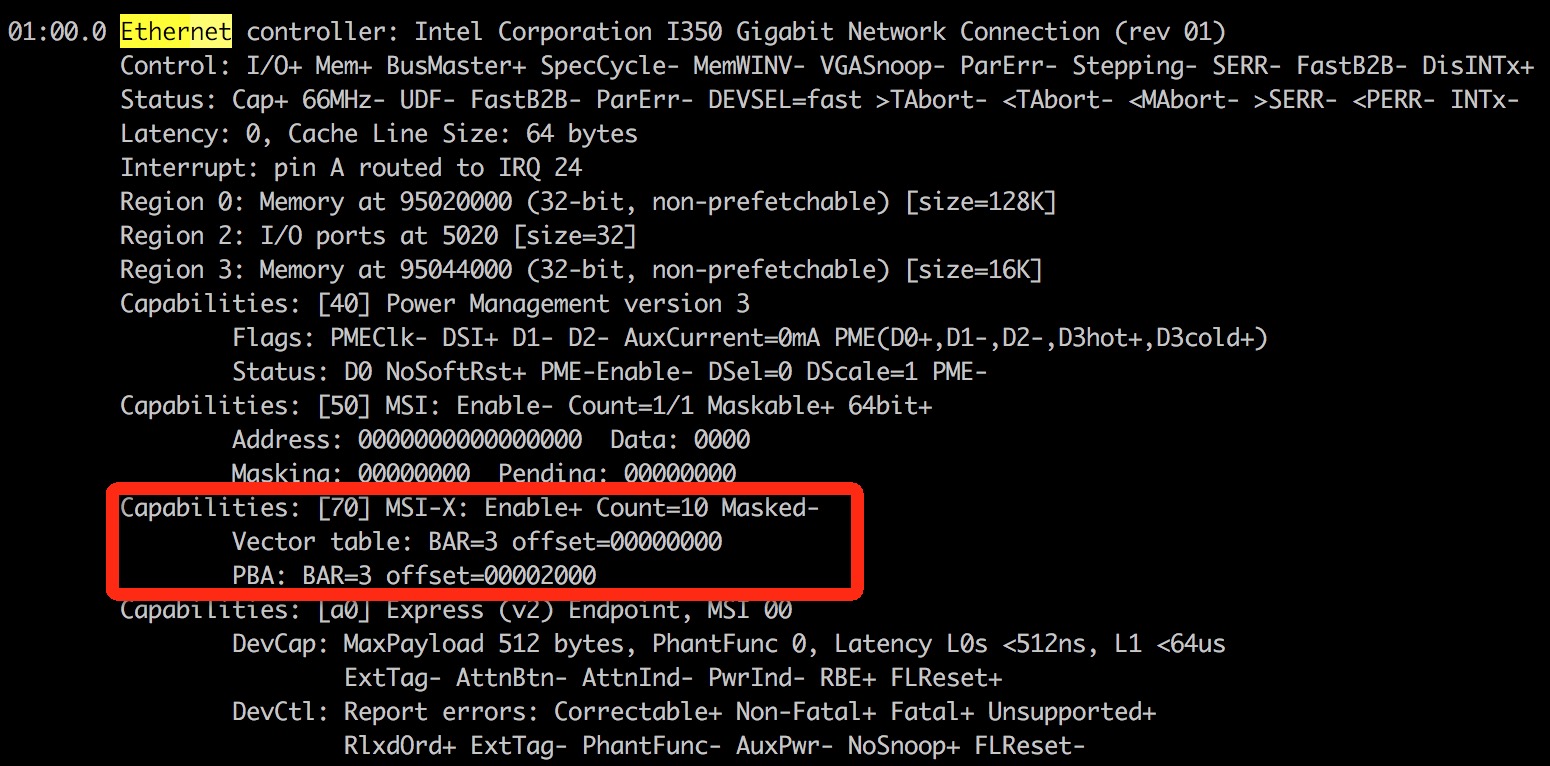 01:00.0 Ethernet controller: Intel Corporation I350 Gigabit Network Connection (rev 01)
Control: I/O+ Mem+ BusMaster+ SpecCycle- MemWINV- VGASnoop- ParErr- Stepping- SERR- FastB2B- DisINTx+
Status: Cap+ 66MHz- UDF- FastB2B- ParErr- DEVSEL=fast >TAbort- <TAbort- <MAbort- >SERR- <PERR- INTx-
Latency: 0, Cache Line Size: 64 bytes
Interrupt: pin A routed to IRQ 24
Region 0: Memory at 95020000 (32-bit, non-prefetchable) [size=128K]
Region 2: I/O ports at 5020 [size=32]
Region 3: Memory at 95044000 (32-bit, non-prefetchable) [size=16K]
Capabilities: [40] Power Management version 3
Flags: PMEClk- DSI+ D1- D2- AuxCurrent=0mA PME(D0+,D1-,D2-,D3hot+,D3cold+)
Status: D0 NoSoftRst+ PME-Enable- DSel=0 DScale=1 PME-
Capabilities: [50] MSI: Enable- Count=1/1 Maskable+ 64bit+
Address: 0000000000000000  Data: 0000
Masking: 00000000  Pending: 00000000
Capabilities: [70] MSI-X: Enable+ Count=10 Masked-
Vector table: BAR=3 offset=00000000
PBA: BAR=3 offset=00002000
Capabilities: [a0] Express (v2) Endpoint, MSI 00
DevCap: MaxPayload 512 bytes, PhantFunc 0, Latency L0s <512ns, L1 <64us
ExtTag- AttnBtn- AttnInd- PwrInd- RBE+ FLReset+
DevCtl: Report errors: Correctable+ Non-Fatal+ Fatal+ Unsupported+
RlxdOrd+ ExtTag- PhantFunc- AuxPwr- NoSnoop+ FLReset-